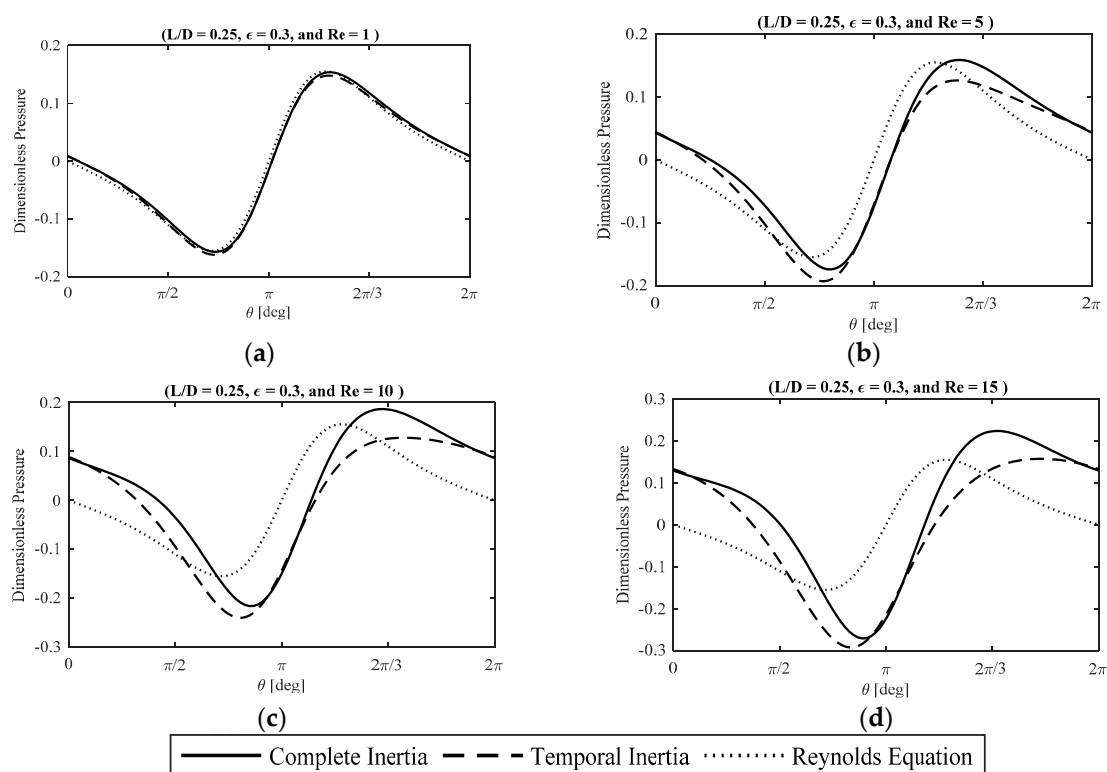 (L/D = 0.25, ϵ = 0.3, and Re = 1 )
Dimensionless Pressure
0.2
0.1
0
-0.1
-0.2
0 π/2 π 2π/3 2π
θ [deg]
(a)
(L/D = 0.25, ϵ = 0.3, and Re = 5 )
Dimensionless Pressure
0.2
0.1
0
-0.1
-0.2
0 π/2 π 2π/3 2π
θ [deg]
(b)
(L/D = 0.25, ϵ = 0.3, and Re = 10 )
Dimensionless Pressure
0.2
0.1
0
-0.1
-0.2
-0.3
0 π/2 π 2π/3 2π
θ [deg]
(c)
(L/D = 0.25, ϵ = 0.3, and Re = 15 )
Dimensionless Pressure
0.3
0.2
0.1
0
-0.1
-0.2
-0.3
0 π/2 π 2π/3 2π
θ [deg]
(d)
Complete Inertia Temporal Inertia Reynolds Equation